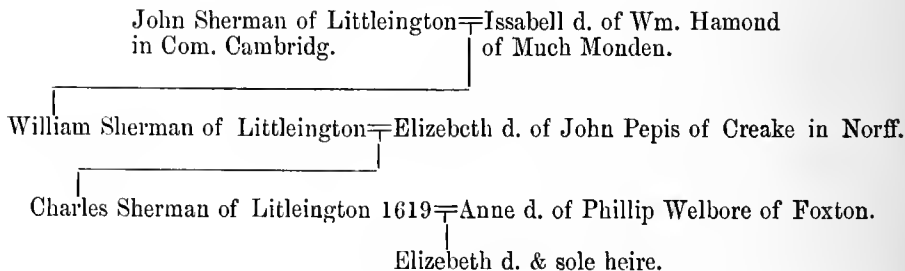 John Sherman of Littleington=Issabell d. of Wm. Hamond
in Com. Cambridg. of Much Monden.
William Sherman of Littleington=Elizebeth d. of John Pepis of Creake in Norff.
Charles Sherman of Litleington 1619=Anne d. of Phillip Welbore of Foxton.
Elizebeth d. & sole heire.